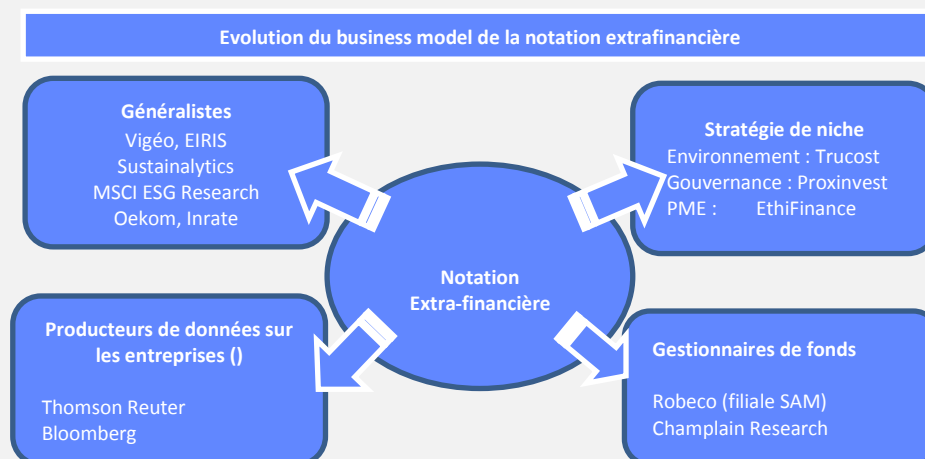 Evolution du business model de la notation extrafinancière
Généralistes
Vigéo, EIRIS
Sustainalytics
MSCI ESG Research
Oekom, Inrate
Stratégie de niche
Environnement : Trucost
Gouvernance : Proxinvest
PME : EthiFinance
Notation
Extra-financière
Producteurs de données sur
les entreprises ()
Thomson Reuter
Bloomberg
Gestionnaires de fonds
Robeco (filiale SAM)
Champlain Research